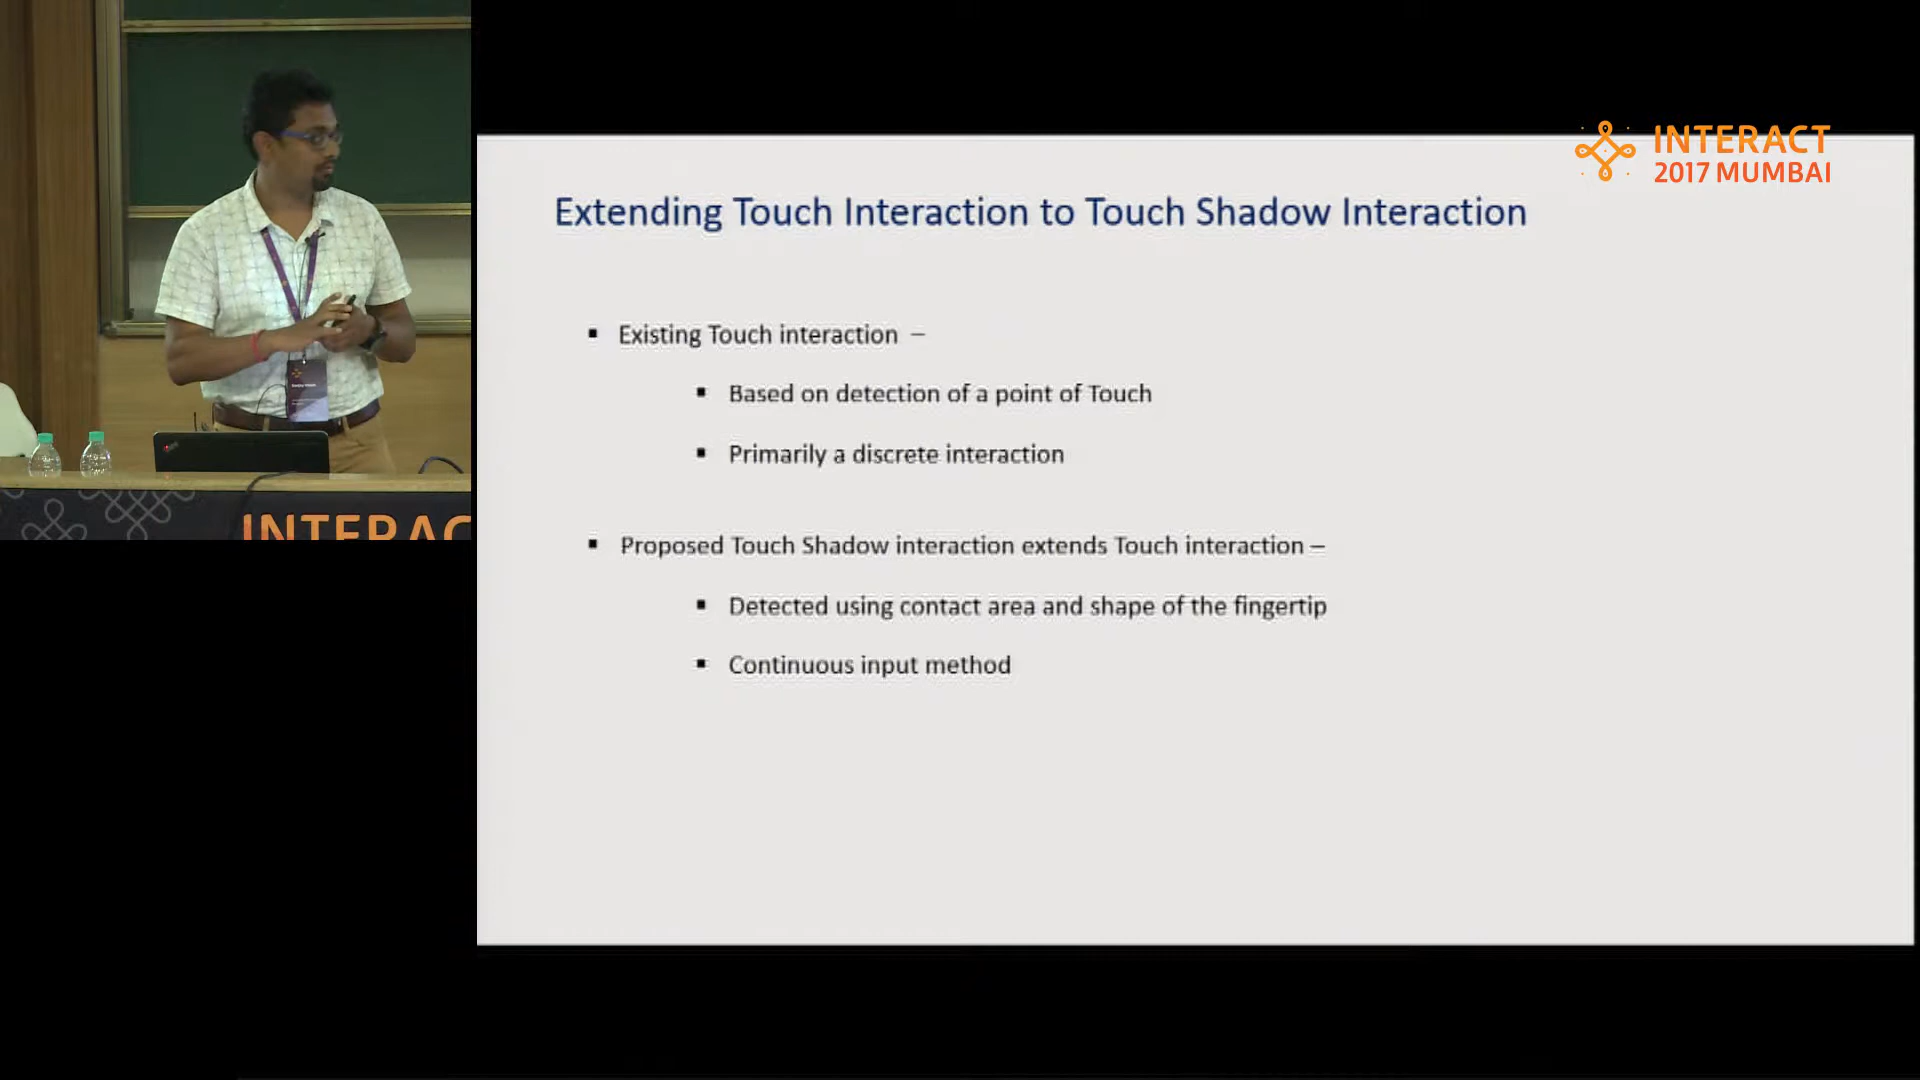 INTERACT
2017 MUMBAI
Extending Touch Interaction to Touch Shadow Interaction
▪ Existing Touch interaction –
▪ Based on detection of a point of Touch
▪ Primarily a discrete interaction
▪ Proposed Touch Shadow interaction extends Touch interaction –
▪ Detected using contact area and shape of the fingertip
▪ Continuous input method
INTERAC